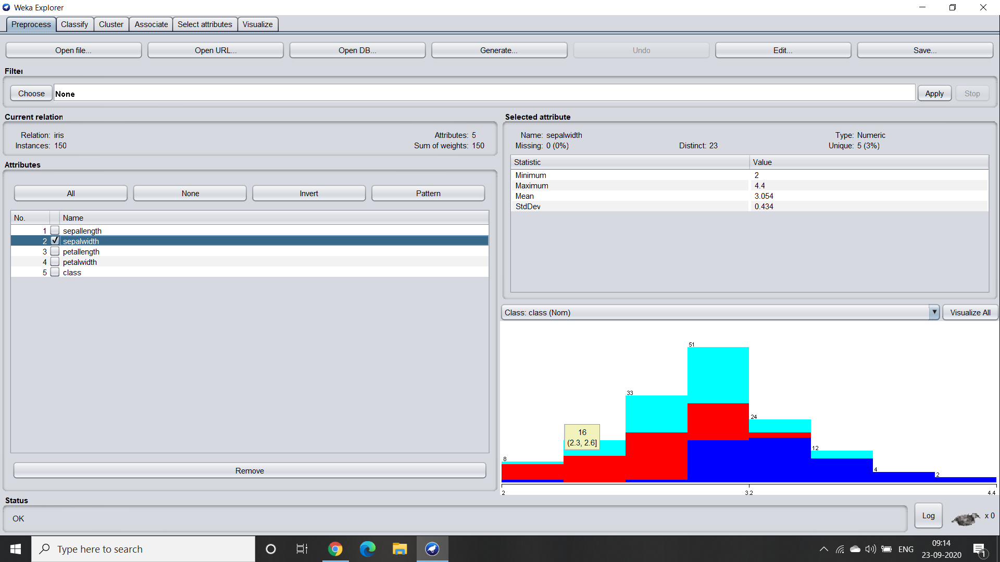 Weka Explorer
Preprocess Classify Cluster Associate Select attributes Visualize
Open file... Open URL... Open DB... Generate... Undo Edit... Save...
Filter
Choose None Apply Stop
Current relation
Relation: iris Attributes: 5
Instances: 150 Sum of weights: 150
Attributes
All None Invert Pattern
No. Name
1 sepallength
2 sepalwidth
3 petallength
4 petalwidth
5 class
Remove
Selected attribute
Name: sepalwidth Type: Numeric
Missing: 0 (0%) Distinct: 23 Unique: 5 (3%)
Statistic Value
Minimum 2
Maximum 4.4
Mean 3.054
StdDev 0.434
Class: class (Nom) Visualize All
51
33
24
16
(2.3, 2.6]
12
8
4
2
2 3.2 4.4
Status
OK
Log x 0
Type here to search
ENG
09:14
23-09-2020
1